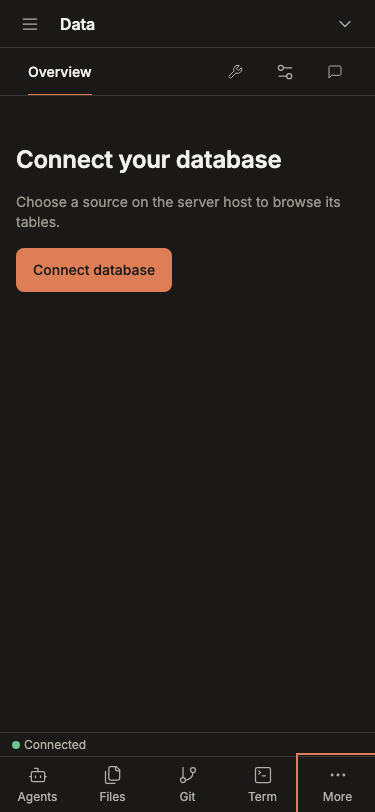 Data
Overview
Connect your database
Choose a source on the server host to browse its
tables.
Connect database
Connected
Agents
Files
Git
Term
More